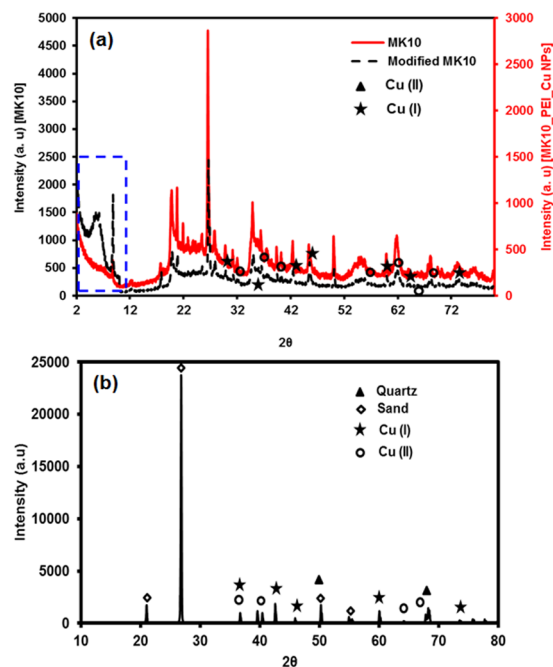 (a)
MK10
Modified MK10
Cu (II)
Cu (I)
Intensity (a. u) [MK10]
5000
4500
4000
3500
3000
2500
2000
1500
1000
500
0
Intensity (a. u) [MK10_PEI_Cu NPs]
3000
2500
2000
1500
1000
500
0
2 12 22 32 42 52 62 72
2θ
(b)
Quartz
Sand
Cu (I)
Cu (II)
Intensity (a.u)
25000
20000
15000
10000
5000
0
10 20 30 40 50 60 70 80
2θ